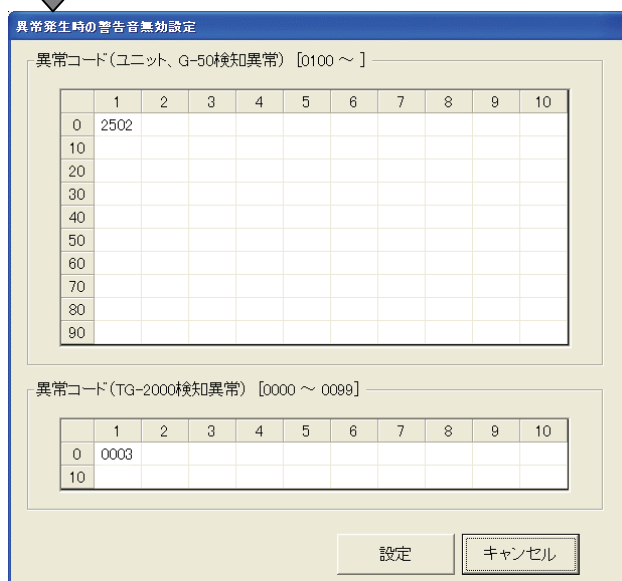 異常発生時の警告音無効設定
異常コード(ユニット、G-50検知異常) [0100 ～ ]
1 2 3 4 5 6 7 8 9 10
0 2502
10
20
30
40
50
60
70
80
90
異常コード(TG-2000検知異常) [0000 ～ 0099]
1 2 3 4 5 6 7 8 9 10
0 0003
10
設定 キャンセル